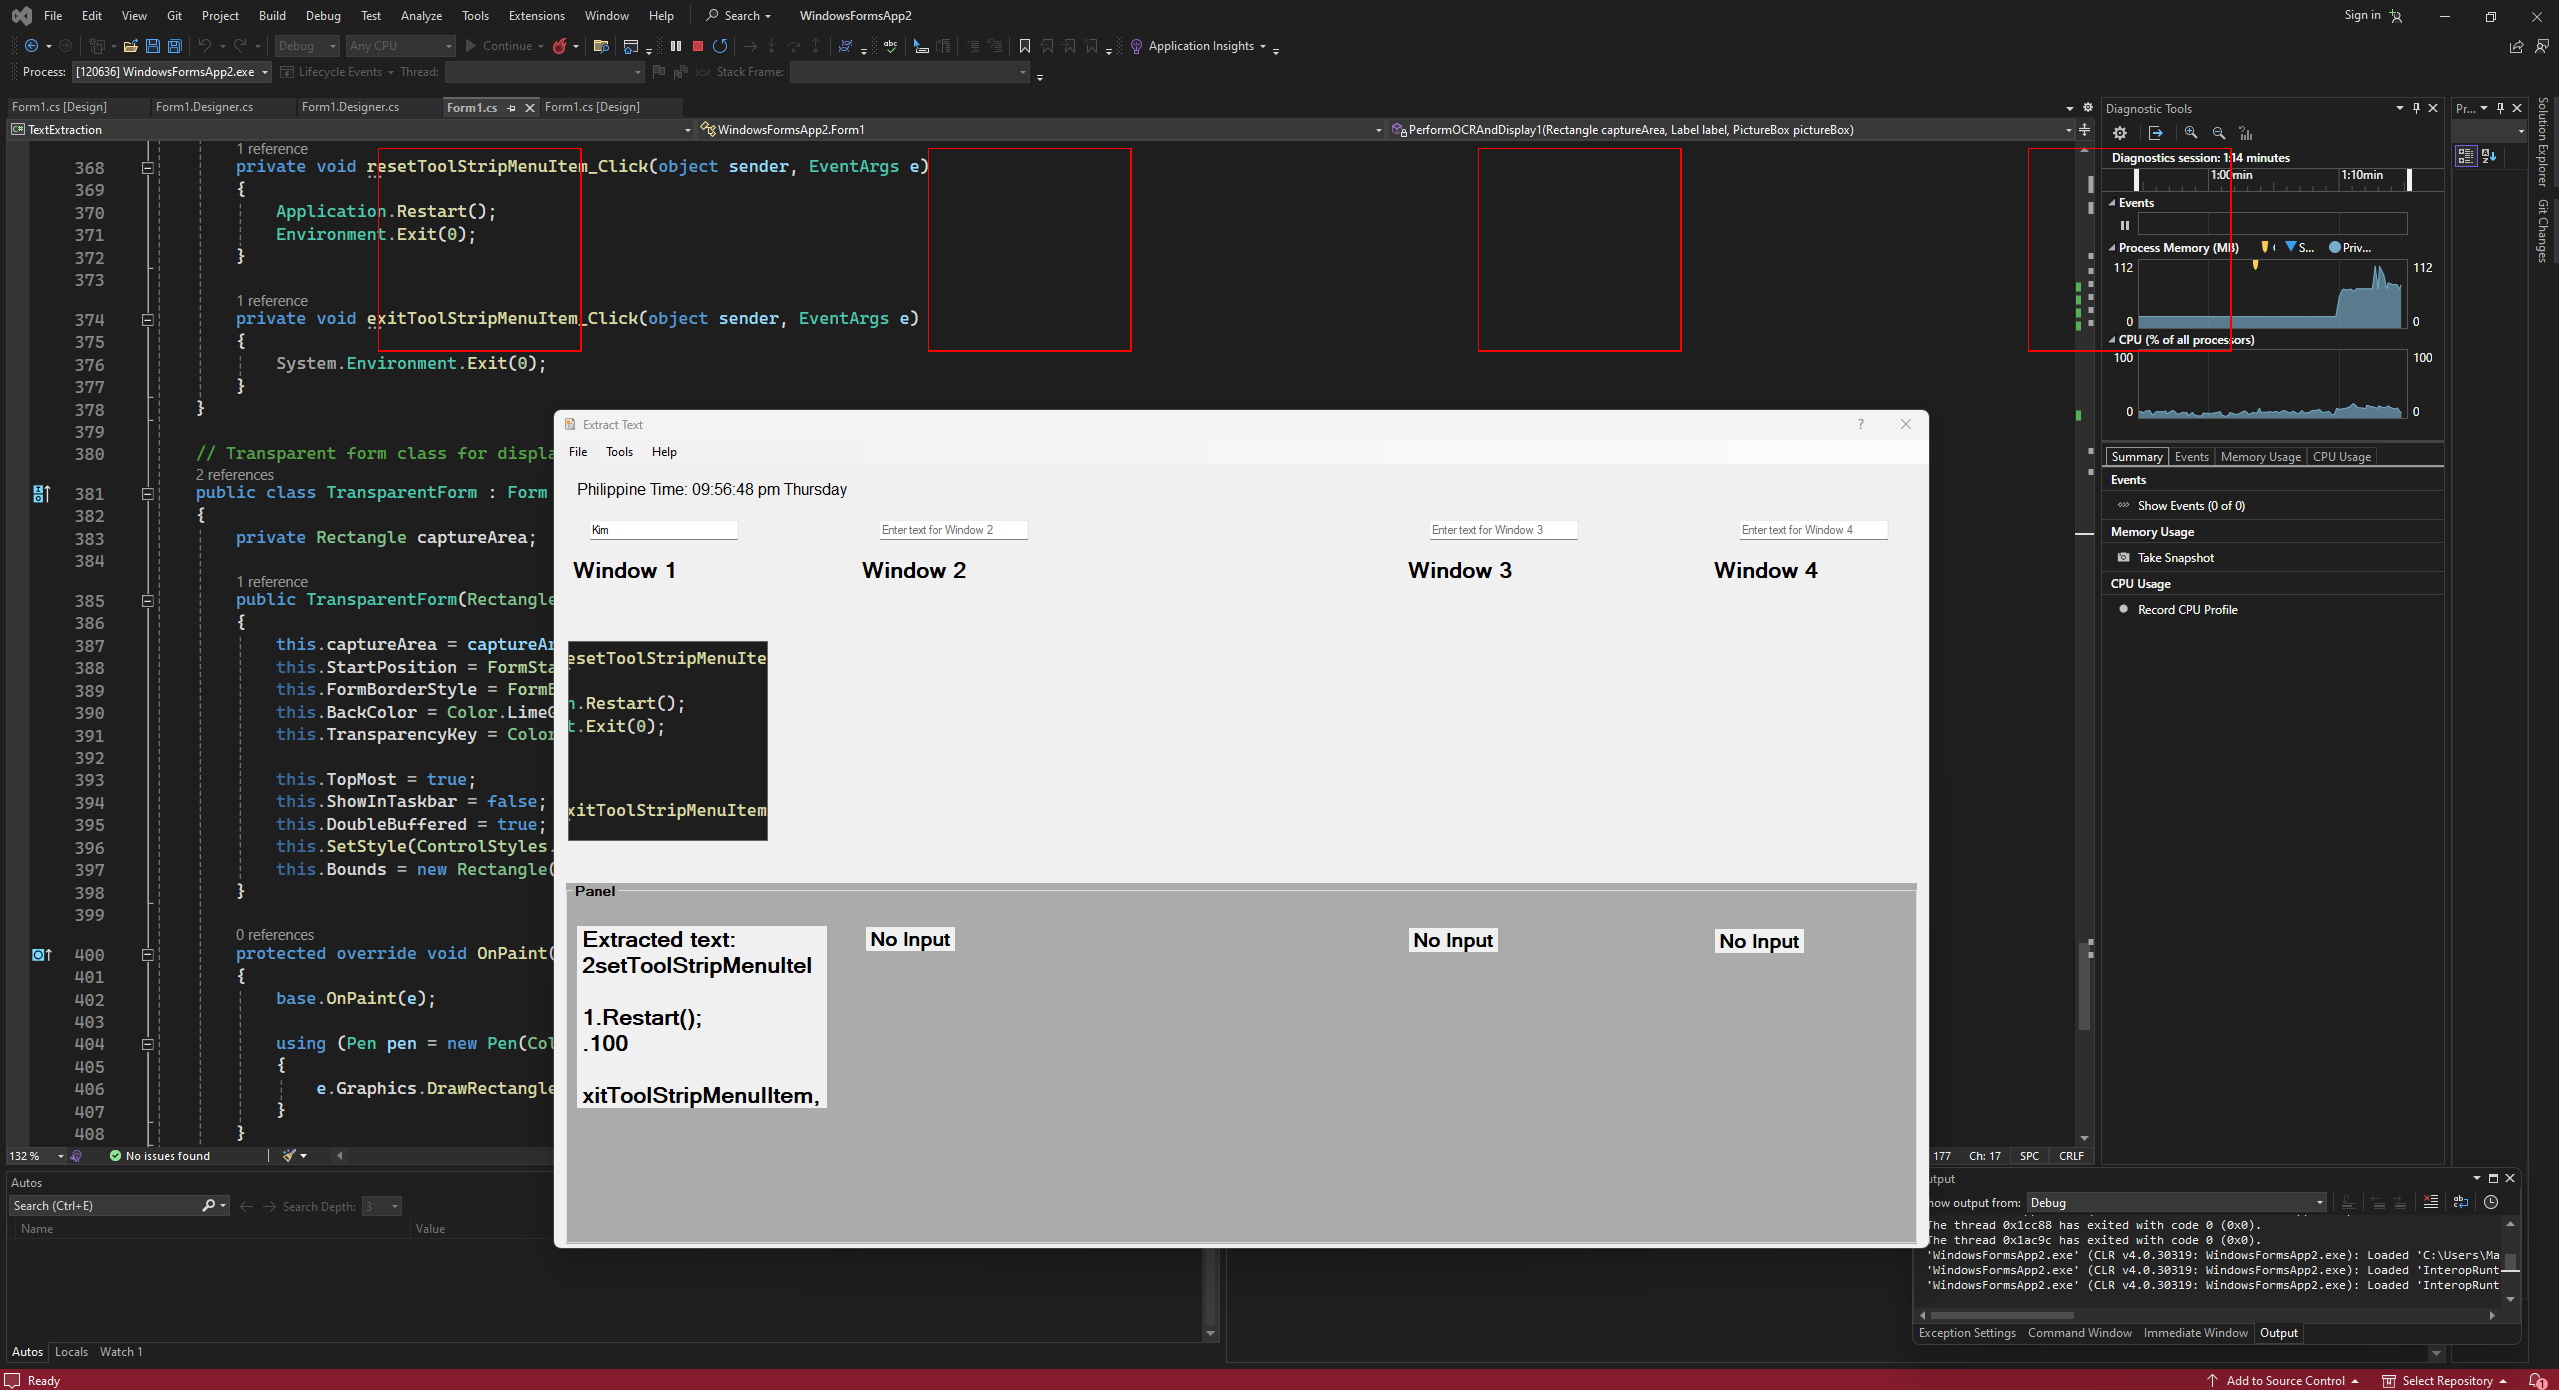 File Edit View Git Project Build Debug Test Analyze Tools Extensions Window Help Search WindowsFormsApp2 Sign in
Debug Any CPU Continue Application Insights
Process: [120636] WindowsFormsApp2.exe Lifecycle Events Thread: Stack Frame:
Form1.cs [Design] Form1.Designer.cs Form1.Designer.cs Form1.cs Form1.cs [Design]
TextExtraction WindowsFormsApp2.Form1 PerformOCRAndDisplay1(Rectangle captureArea, Label label, PictureBox pictureBox)
1 reference
368 private void resetToolStripMenuItem_Click(object sender, EventArgs e)
369 {
370 Application.Restart();
371 Environment.Exit(0);
372 }
373
1 reference
374 private void exitToolStripMenuItem_Click(object sender, EventArgs e)
375 {
376 System.Environment.Exit(0);
377 }
378 }
379
380 // Transparent form class for displa
2 references
381 public class TransparentForm : Form
382 {
383 private Rectangle captureArea;
384
1 reference
385 public TransparentForm(Rectangle
386 {
387 this.captureArea = captureAr
388 this.StartPosition = FormSta
389 this.FormBorderStyle = FormB
390 this.BackColor = Color.LimeG
391 this.TransparencyKey = Color
392
393 this.TopMost = true;
394 this.ShowInTaskbar = false;
395 this.DoubleBuffered = true;
396 this.SetStyle(ControlStyles.
397 this.Bounds = new Rectangle(
398 }
399
0 references
400 protected override void OnPaint(
401 {
402 base.OnPaint(e);
403
404 using (Pen pen = new Pen(Col
405 {
406 e.Graphics.DrawRectangle
407 }
408 }
132 % No issues found
177 Ch: 17 SPC CRLF
Extract Text
File Tools Help
Philippine Time: 09:56:48 pm Thursday
Kim Enter text for Window 2 Enter text for Window 3 Enter text for Window 4
Window 1 Window 2 Window 3 Window 4
esetToolStripMenuIte
n.Restart();
t.Exit(0);
xitToolStripMenuItem
Panel
Extracted text: No Input No Input No Input
2setToolStripMenuItel
1.Restart();
.100
xitToolStripMenuIItem,
Diagnostic Tools
Diagnostics session: 1:14 minutes
1:00min 1:10min
Events
Process Memory (MB) S... Priv...
112 112
0 0
CPU (% of all processors)
100 100
0 0
Summary Events Memory Usage CPU Usage
Events
Show Events (0 of 0)
Memory Usage
Take Snapshot
CPU Usage
Record CPU Profile
Pr...
Solution Explorer
Git Changes
Autos
Search (Ctrl+E) Search Depth: 3
Name Value
Autos Locals Watch 1
utput
how output from: Debug
The thread 0x1cc88 has exited with code 0 (0x0).
The thread 0x1ac9c has exited with code 0 (0x0).
'WindowsFormsApp2.exe' (CLR v4.0.30319: WindowsFormsApp2.exe): Loaded 'C:\Users\Ma
'WindowsFormsApp2.exe' (CLR v4.0.30319: WindowsFormsApp2.exe): Loaded 'InteropRunt
'WindowsFormsApp2.exe' (CLR v4.0.30319: WindowsFormsApp2.exe): Loaded 'InteropRunt
Exception Settings Command Window Immediate Window Output
Ready Add to Source Control Select Repository 1